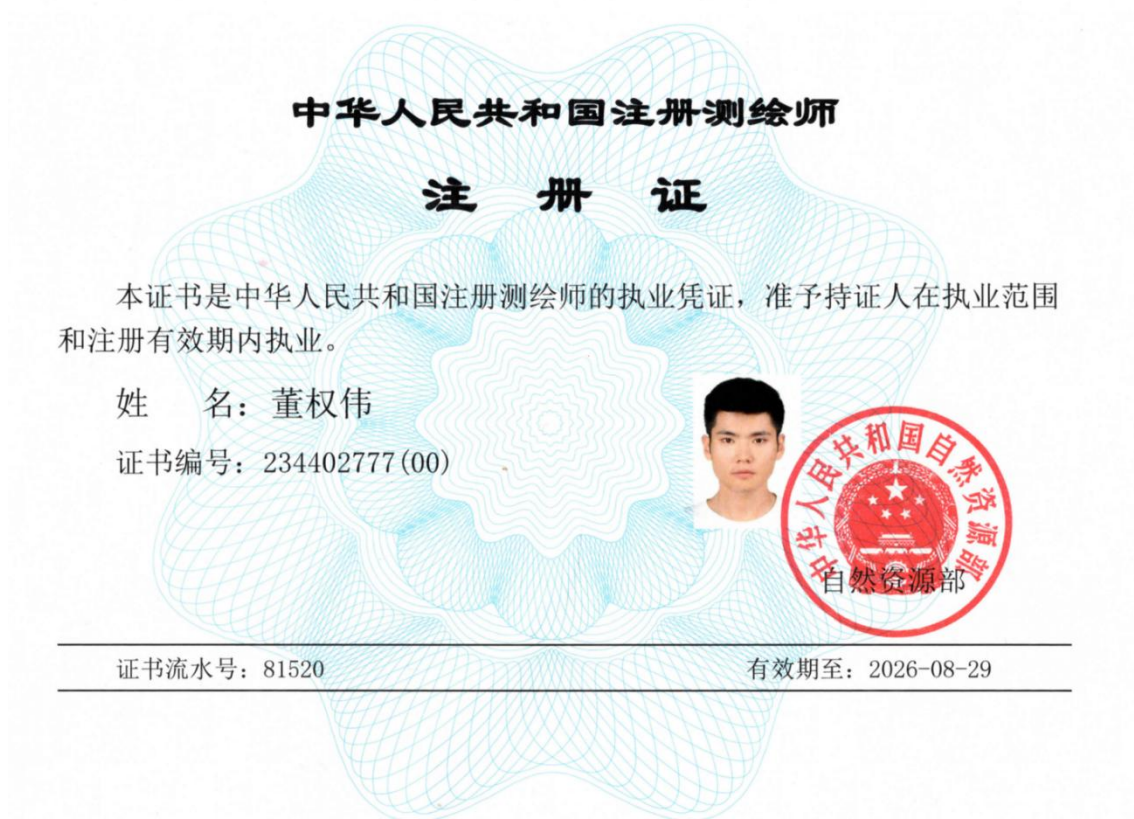 中华人民共和国注册测绘师
注 册 证
本证书是中华人民共和国注册测绘师的执业凭证，准予持证人在执业范围
和注册有效期内执业。
姓 名：董权伟
证书编号：234402777(00)
中华人民共和国自然资源部
自然资源部
证书流水号：81520
有效期至：2026-08-29